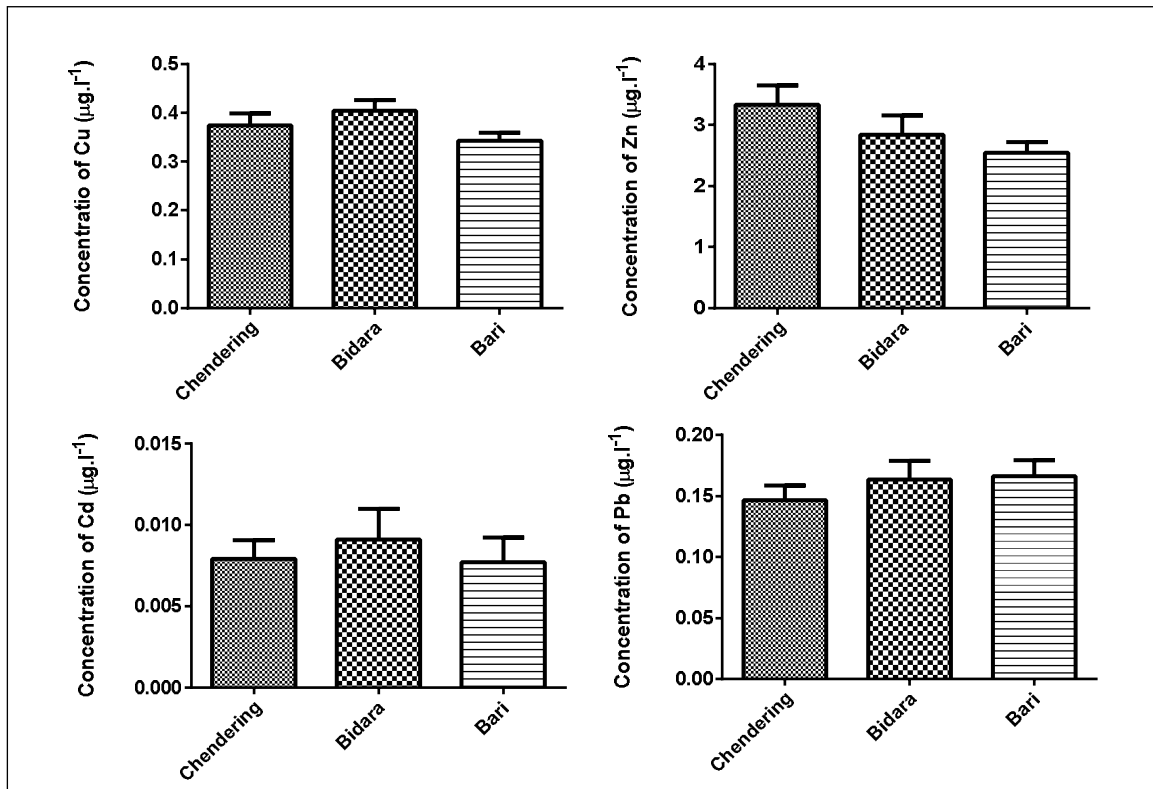 Concentratio of Cu (µg.l-1)
0.5
0.4
0.3
0.2
0.1
0.0
Chendering
Bidara
Bari
Concentration of Zn (µg.l-1)
4
3
2
1
0
Chendering
Bidara
Bari
Concentration of Cd (µg.l-1)
0.015
0.010
0.005
0.000
Chendering
Bidara
Bari
Concentration of Pb (µg.l-1)
0.20
0.15
0.10
0.05
0.00
Chendering
Bidara
Bari